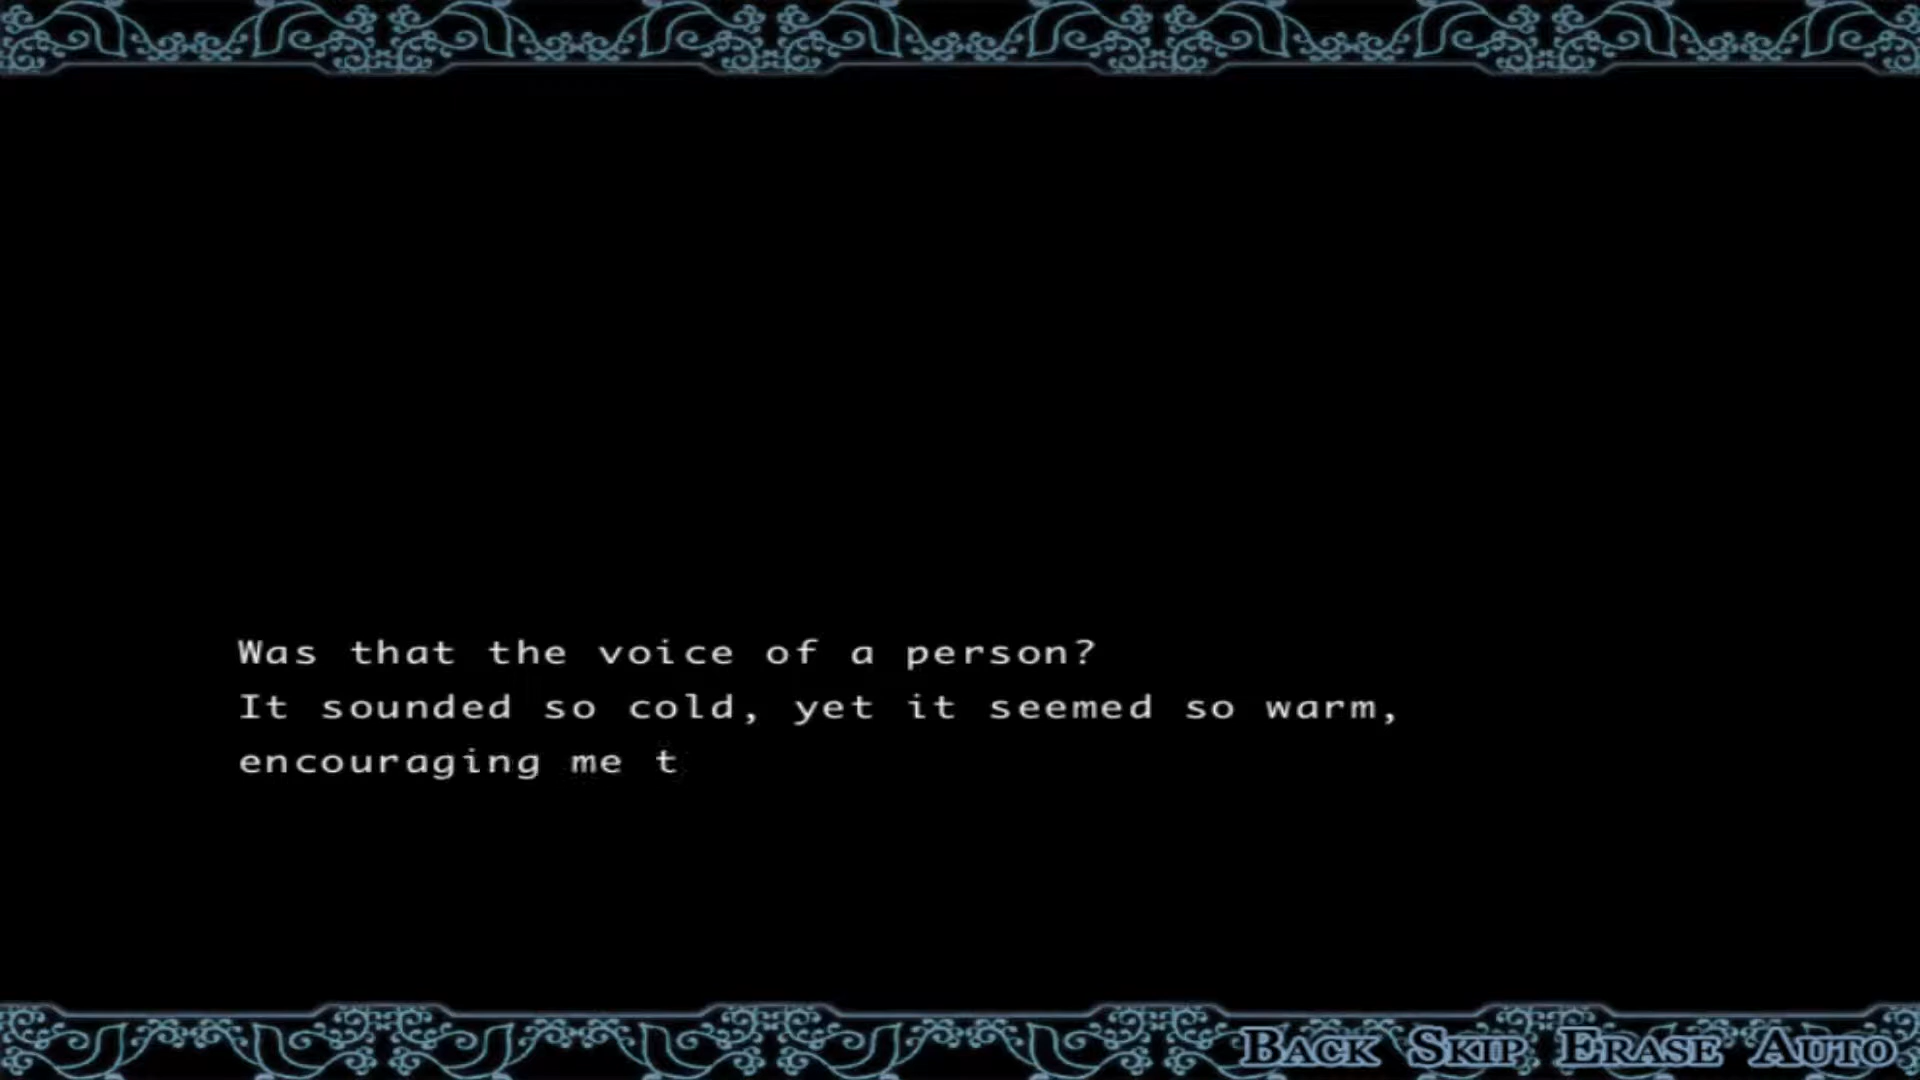 Was that the voice of a person?
It sounded so cold, yet it seemed so warm,
encouraging me t
BACK SKIP ERASE AUTO